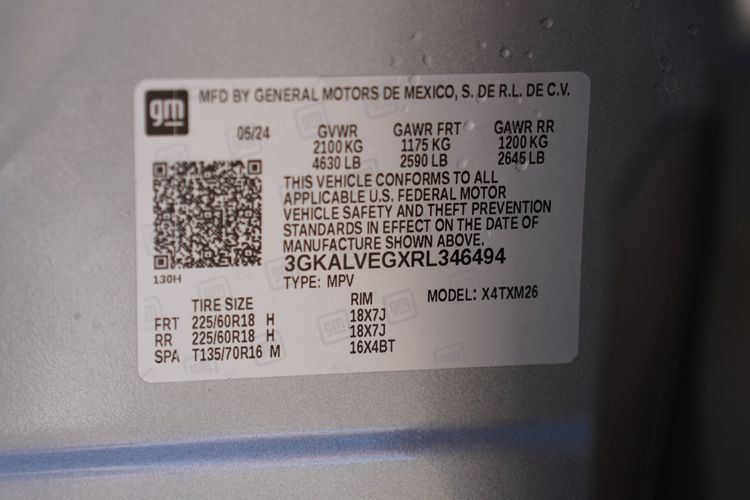 gm MFD BY GENERAL MOTORS DE MEXICO, S. DE R.L. DE C.V.
05/24 GVWR GAWR FRT GAWR RR
2100 KG 1175 KG 1200 KG
4630 LB 2590 LB 2645 LB
THIS VEHICLE CONFORMS TO ALL
APPLICABLE U.S. FEDERAL MOTOR
VEHICLE SAFETY AND THEFT PREVENTION
STANDARDS IN EFFECT ON THE DATE OF
MANUFACTURE SHOWN ABOVE.
3GKALVEGXRL346494
130H TYPE: MPV
TIRE SIZE RIM MODEL: X4TXM26
FRT 225/60R18 H 18X7J
RR 225/60R18 H 18X7J
SPA T135/70R16 M 16X4BT